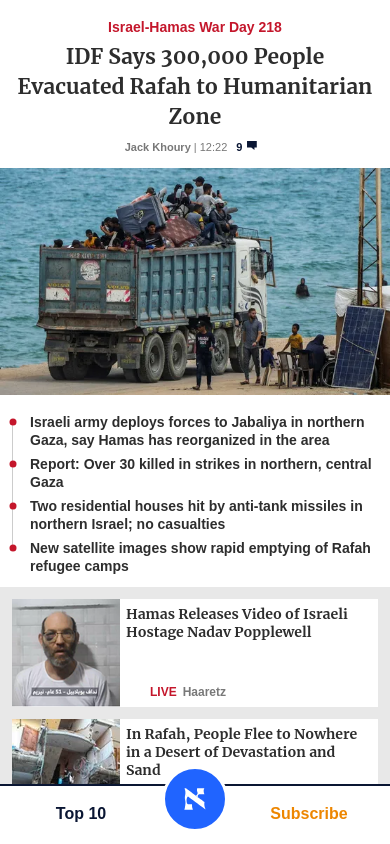 Israel-Hamas War Day 218
IDF Says 300,000 People
Evacuated Rafah to Humanitarian
Zone
Jack Khoury | 12:22 9
Israeli army deploys forces to Jabaliya in northern
Gaza, say Hamas has reorganized in the area
Report: Over 30 killed in strikes in northern, central
Gaza
Two residential houses hit by anti-tank missiles in
northern Israel; no casualties
New satellite images show rapid emptying of Rafah
refugee camps
Hamas Releases Video of Israeli
Hostage Nadav Popplewell
LIVE Haaretz
In Rafah, People Flee to Nowhere
in a Desert of Devastation and
Sand
Top 10
Subscribe